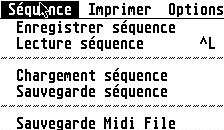 Séquence Imprimer Options
Enregistrer séquence
Lecture séquence ^L
Chargement séquence
Sauvegarde séquence
Sauvegarde Midi File